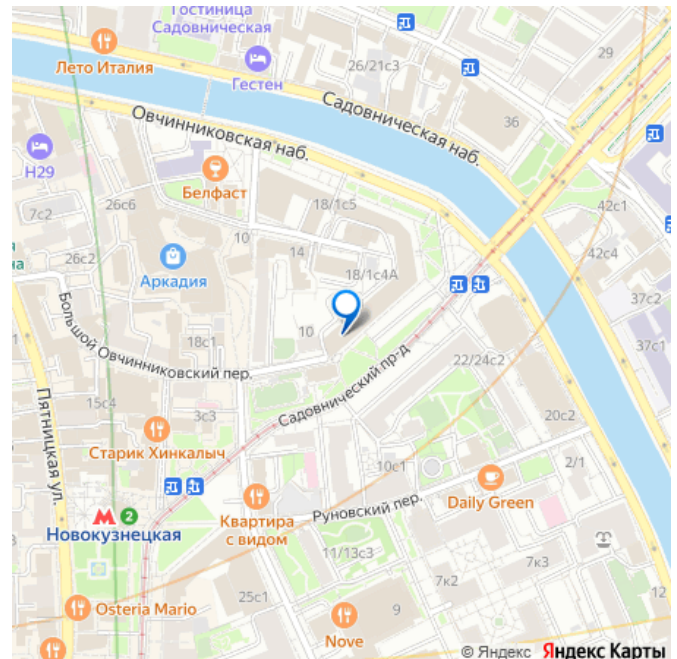 Гостиница
Садовническая
Лето Италия
Гестен
26/21с3
29
Садовническая наб.
36
Овчинниковская наб.
Н29
Белфаст
7с2
26с6
18/1с5
42с1
10
14
42с4
26с2
Аркадия
18/1с4А
на
37с2
Большой Овчинниковский пер.
18с1
10
37с1
22/24с2
Садовнический пр-д
Пятницкая ул.
15с4
3с3
20с2
Старик Хинкалыч
10с1
2/1
Daily Green
2
Новокузнецкая
Квартира
с видом
Руновский пер.
11/13с3
7к2
7к3
Osteria Mario
25с1
9
12
Nove
© Яндекс Яндекс Карты